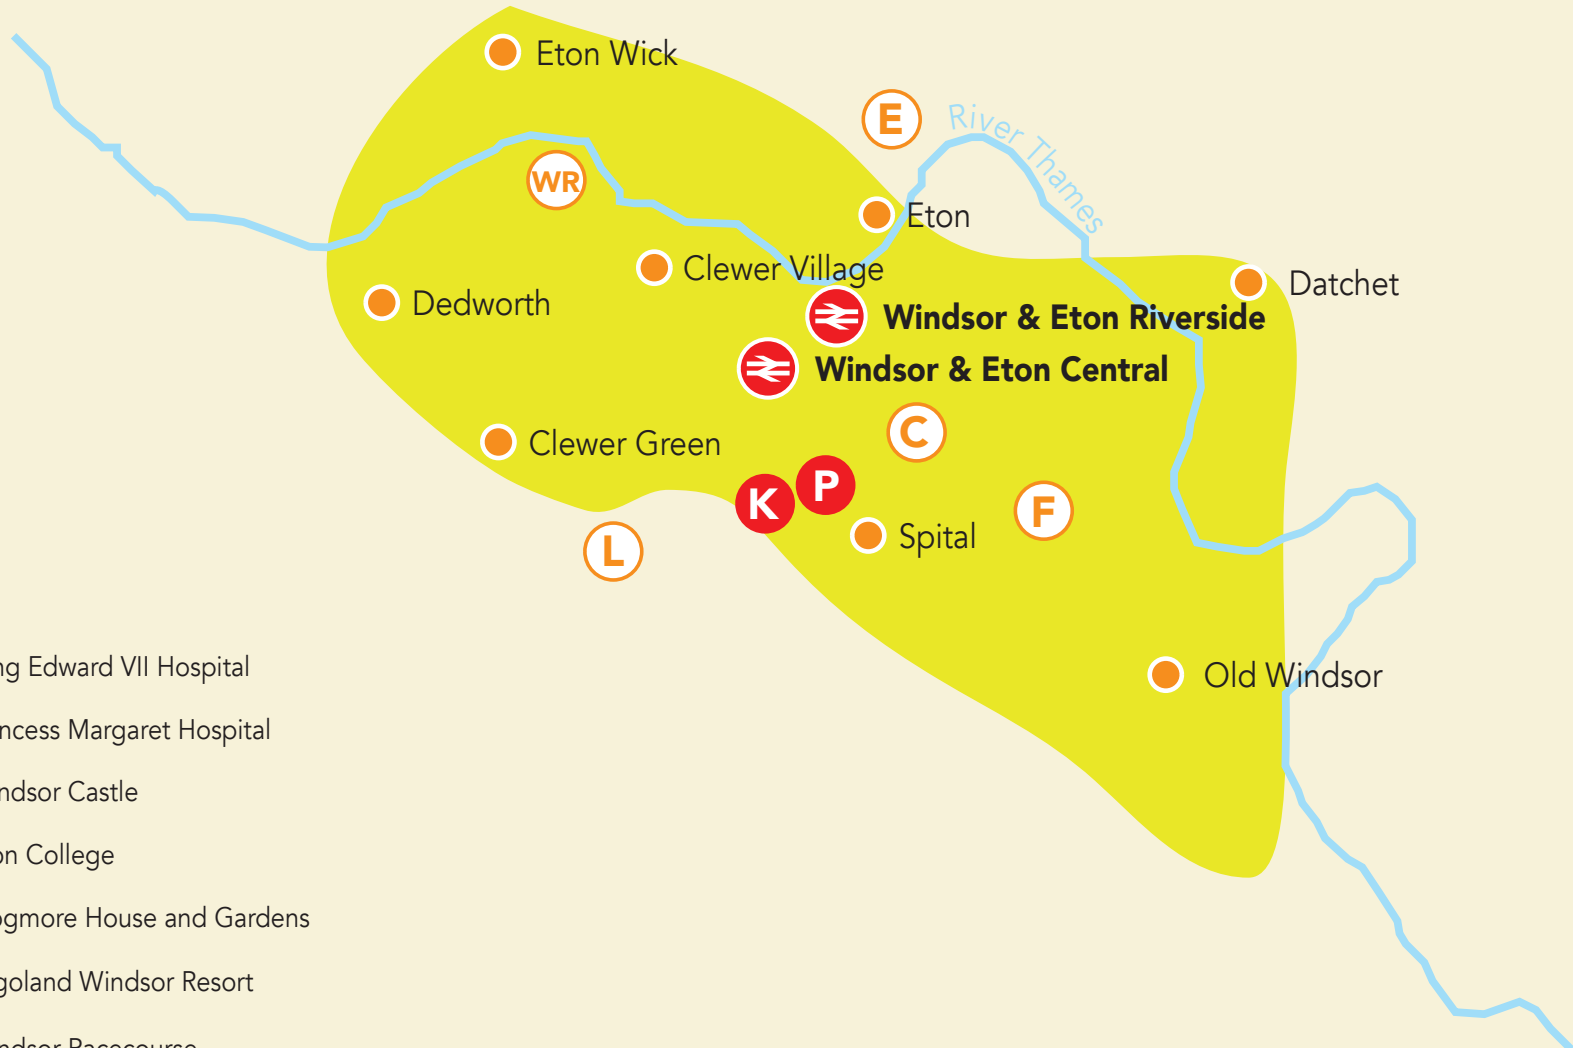 Eton Wick
E
River Thames
WR
Eton
Clewer Village
Datchet
Dedworth
Windsor & Eton Riverside
Windsor & Eton Central
C
Clewer Green
P
K
F
Spital
L
ng Edward VII Hospital
Old Windsor
ncess Margaret Hospital
ndsor Castle
on College
ogmore House and Gardens
goland Windsor Resort
ndsor Racecourse